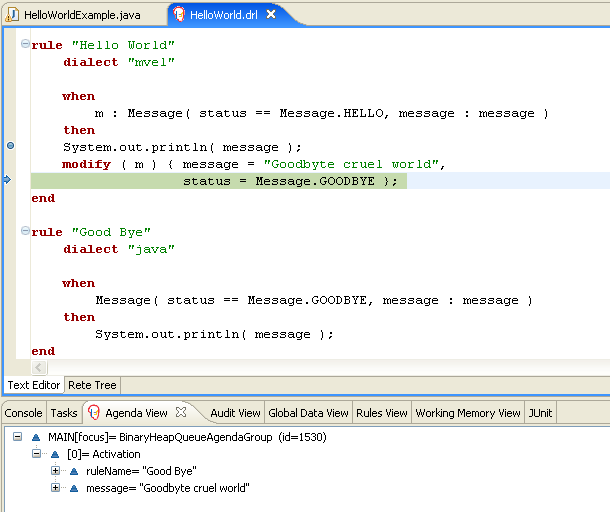 HelloWorldExample.java HelloWorld.drl
rule "Hello World"
dialect "mvel"
when
m : Message( status == Message.HELLO, message : message )
then
System.out.println( message );
modify ( m ) { message = "Goodbyte cruel world",
status = Message.GOODBYE };
end
rule "Good Bye"
dialect "java"
when
Message( status == Message.GOODBYE, message : message )
then
System.out.println( message );
end
Text Editor Rete Tree
Console Tasks Agenda View Audit View Global Data View Rules View Working Memory View JUnit
MAIN[focus]= BinaryHeapQueueAgendaGroup (id=1530)
[0]= Activation
ruleName= "Good Bye"
message= "Goodbyte cruel world"